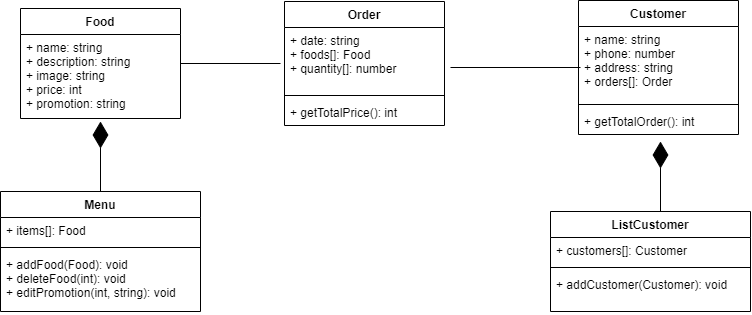 Food
+ name: string
+ description: string
+ image: string
+ price: int
+ promotion: string
Order
+ date: string
+ foods[]: Food
+ quantity[]: number
+ getTotalPrice(): int
Customer
+ name: string
+ phone: number
+ address: string
+ orders[]: Order
+ getTotalOrder(): int
Menu
+ items[]: Food
+ addFood(Food): void
+ deleteFood(int): void
+ editPromotion(int, string): void
ListCustomer
+ customers[]: Customer
+ addCustomer(Customer): void